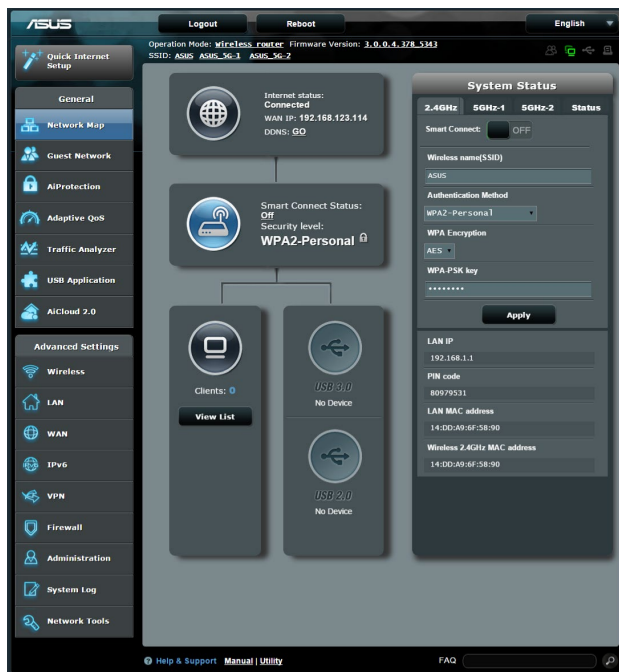 ASUS
Logout
Reboot
English
Quick Internet
Setup
Operation Mode: Wireless router Firmware Version: 3.0.0.4.378_5343
SSID: ASUS ASUS_5G-1 ASUS_5G-2
General
Network Map
Guest Network
AiProtection
Adaptive QoS
Traffic Analyzer
USB Application
AiCloud 2.0
Advanced Settings
Wireless
LAN
WAN
IPv6
IPv6
VPN
Firewall
Administration
System Log
Network Tools
Internet status:
Connected
WAN IP: 192.168.123.114
DDNS: GO
Smart Connect Status:
Off
Security level:
WPA2-Personal
Clients: 0
View List
USB 3.0
No Device
USB 2.0
No Device
System Status
2.4GHz 5GHz-1 5GHz-2 Status
Smart Connect: OFF
Wireless name(SSID)
ASUS
Authentication Method
WPA2-Personal
WPA Encryption
AES
WPA-PSK key
••••••••
Apply
LAN IP
192.168.1.1
PIN code
80979531
LAN MAC address
14:DD:A9:6F:58:90
Wireless 2.4GHz MAC address
14:DD:A9:6F:58:90
Help & Support Manual | Utility
FAQ